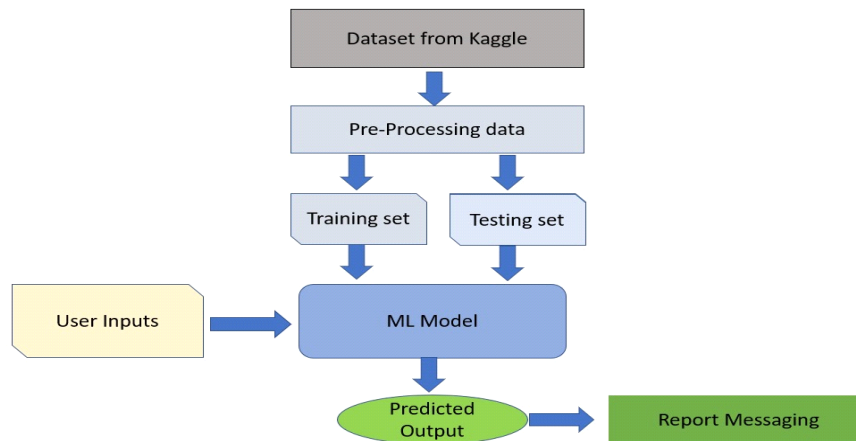 Dataset from Kaggle
Pre-Processing data
Training set
Testing set
User Inputs
ML Model
Predicted
Output
Report Messaging